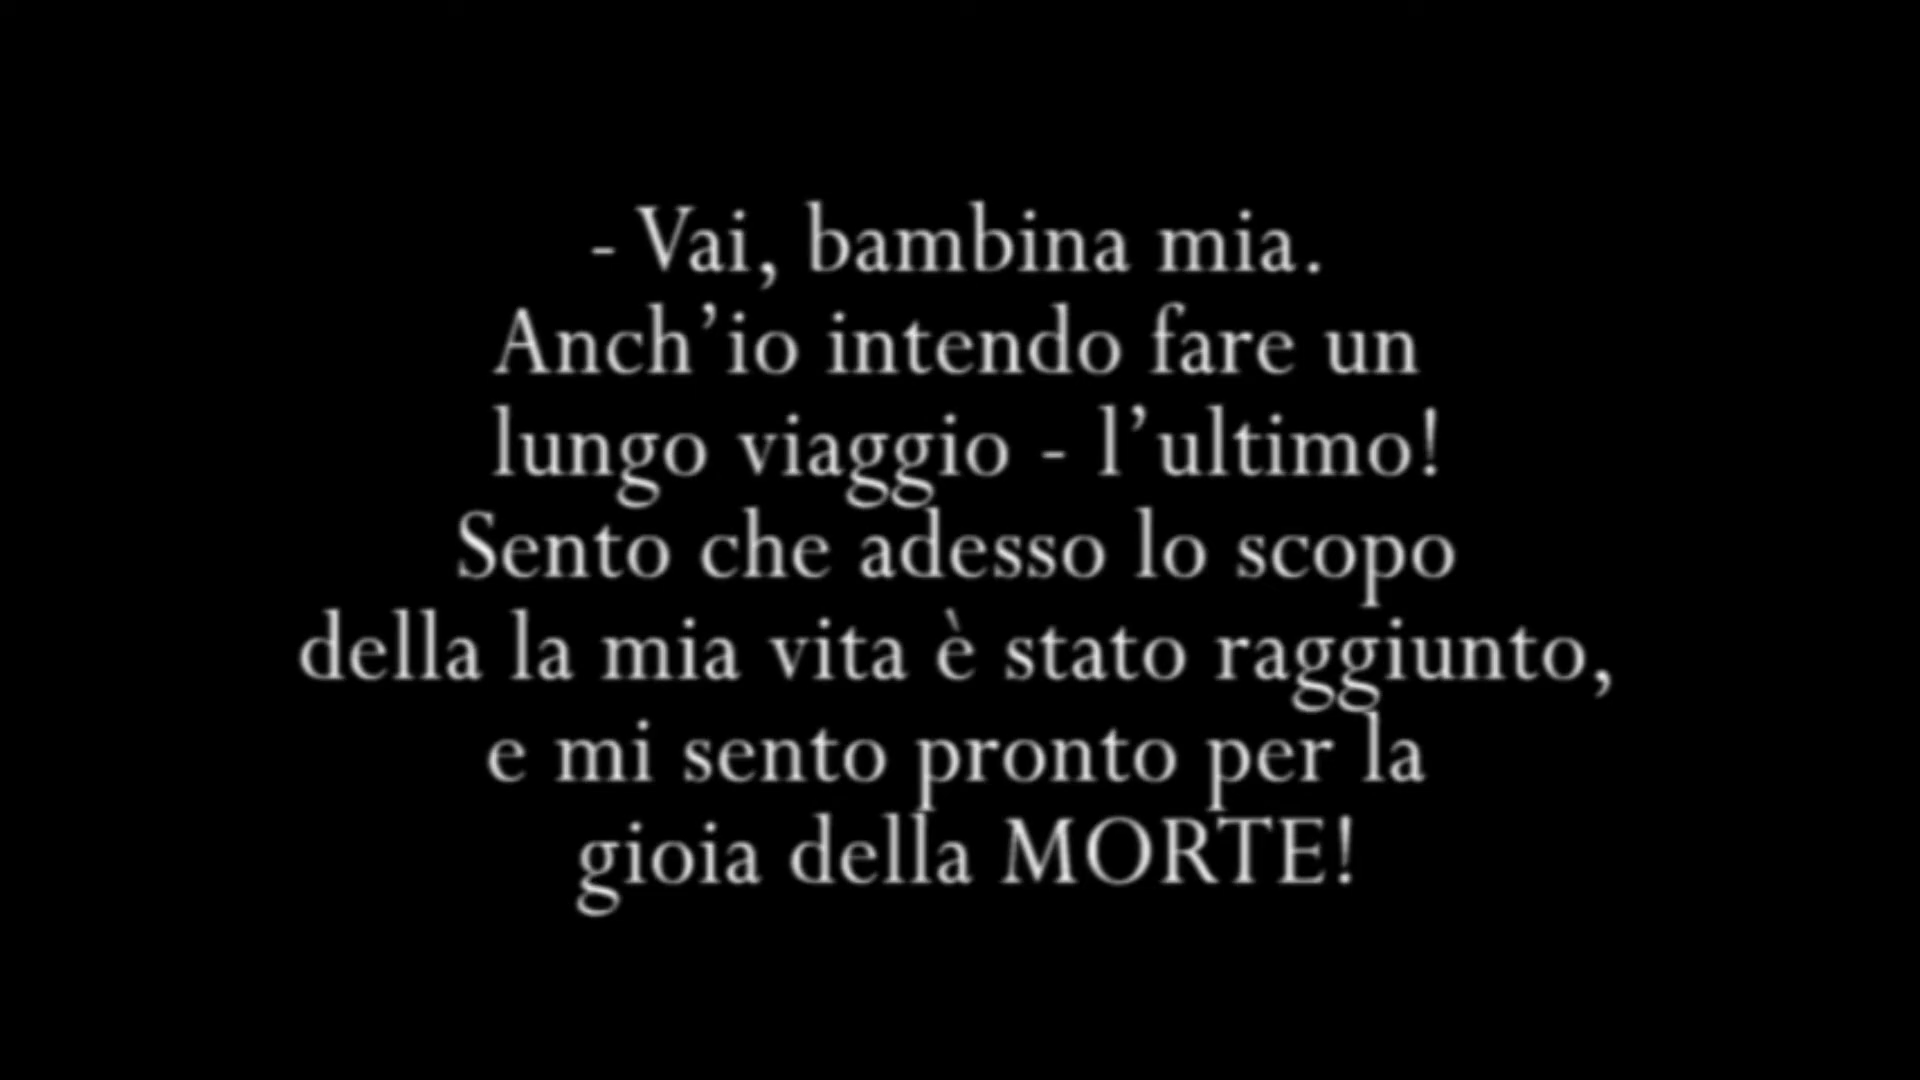 - Vai, bambina mia.
Anch’io intendo fare un
lungo viaggio - l’ultimo!
Sento che adesso lo scopo
della la mia vita è stato raggiunto,
e mi sento pronto per la
gioia della MORTE!